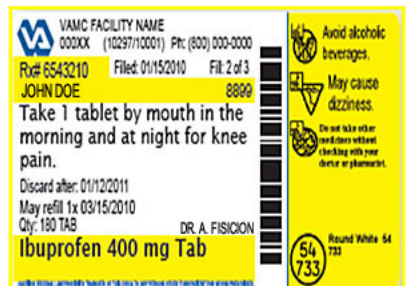 VA
VAMC FACILITY NAME
000XX (10297/10001) Ph: (800) 000-0000
Rx# 6543210 Filed: 01/15/2010 Fill: 2 of 3
JOHN DOE 8899
Take 1 tablet by mouth in the
morning and at night for knee
pain.
Discard after: 01/12/2011
May refill 1x 03/15/2010
Qty: 180 TAB DR. A. FISICION
Ibuprofen 400 mg Tab
Avoid alcoholic
beverages.
May cause
dizziness.
Do not take other
medicines without
checking with your
doctor or pharmacist.
54
733
Round White 54
733